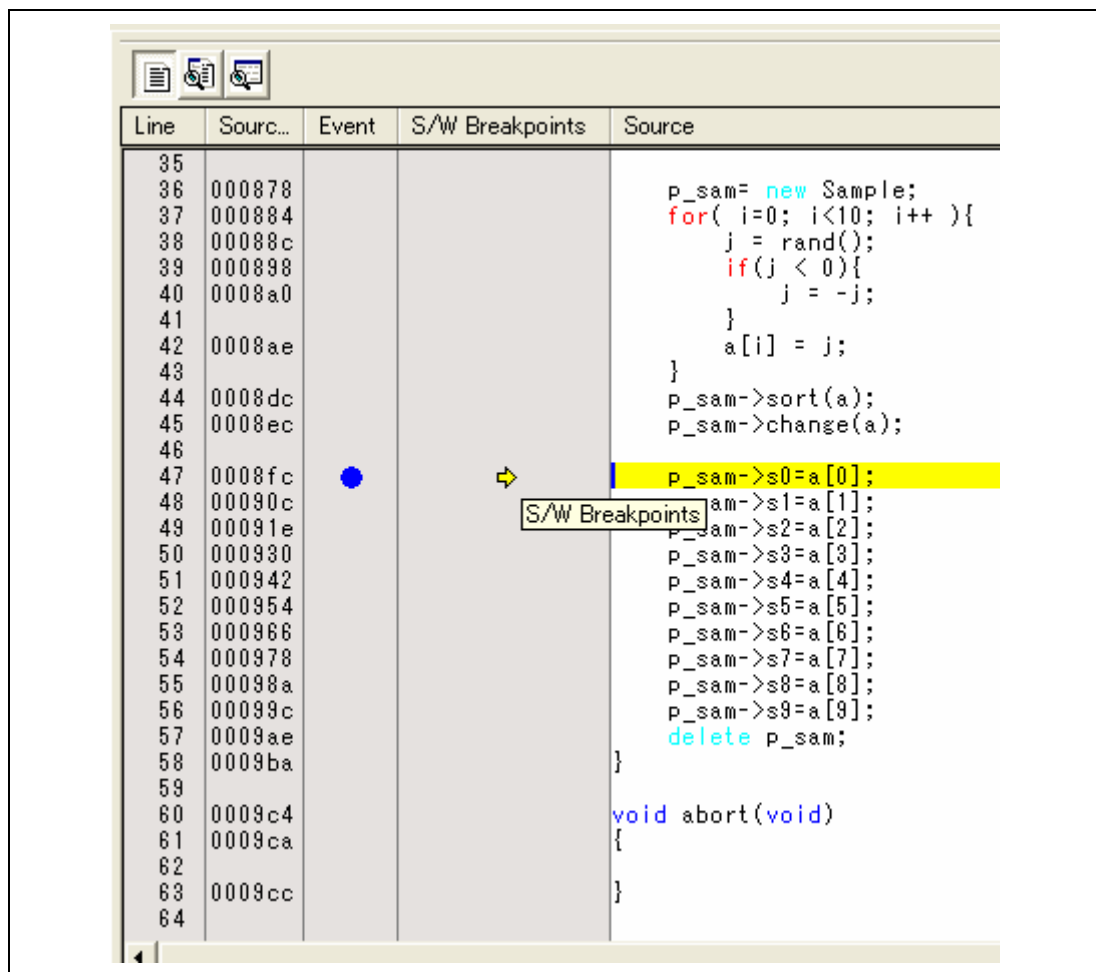 Line Sourc... Event S/W Breakpoints Source
35
36 000878 p_sam= new Sample;
37 000884 for( i=0; i<10; i++ ){
38 00088c j = rand();
39 000898 if(j < 0){
40 0008a0 j = -j;
41 }
42 0008ae a[i] = j;
43 }
44 0008dc p_sam->sort(a);
45 0008ec p_sam->change(a);
46
47 0008fc p_sam->s0=a[0];
48 00090c am->s1=a[1];
S/W Breakpoints
49 00091e p_sam->s2=a[2];
50 000930 p_sam->s3=a[3];
51 000942 p_sam->s4=a[4];
52 000954 p_sam->s5=a[5];
53 000966 p_sam->s6=a[6];
54 000978 p_sam->s7=a[7];
55 00098a p_sam->s8=a[8];
56 00099c p_sam->s9=a[9];
57 0009ae delete p_sam;
58 0009ba }
59
60 0009c4 void abort(void)
61 0009ca {
62
63 0009cc }
64